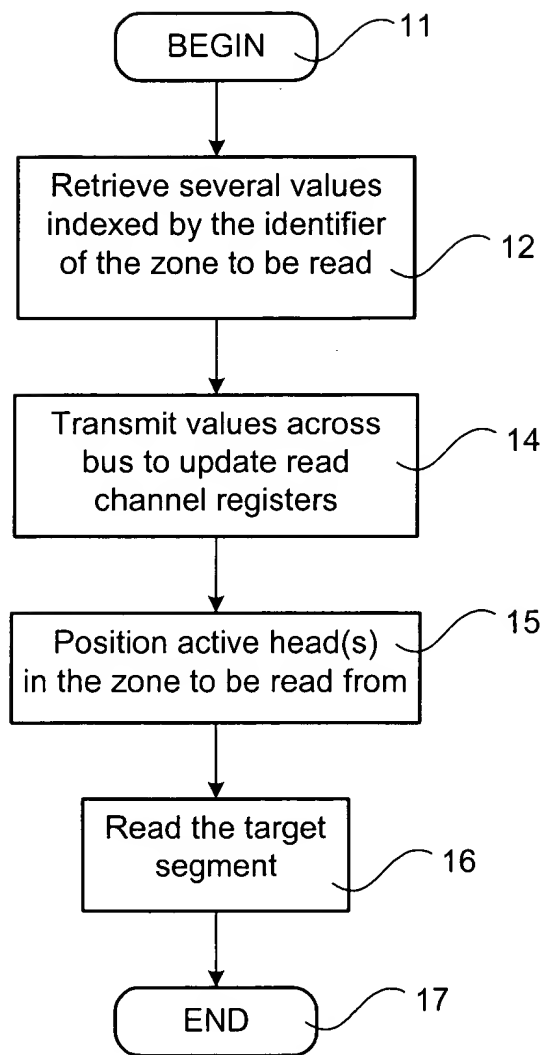 BEGIN
11
Retrieve several values
indexed by the identifier
of the zone to be read
12
Transmit values across
bus to update read
channel registers
14
Position active head(s)
in the zone to be read from
15
Read the target
segment
16
END
17